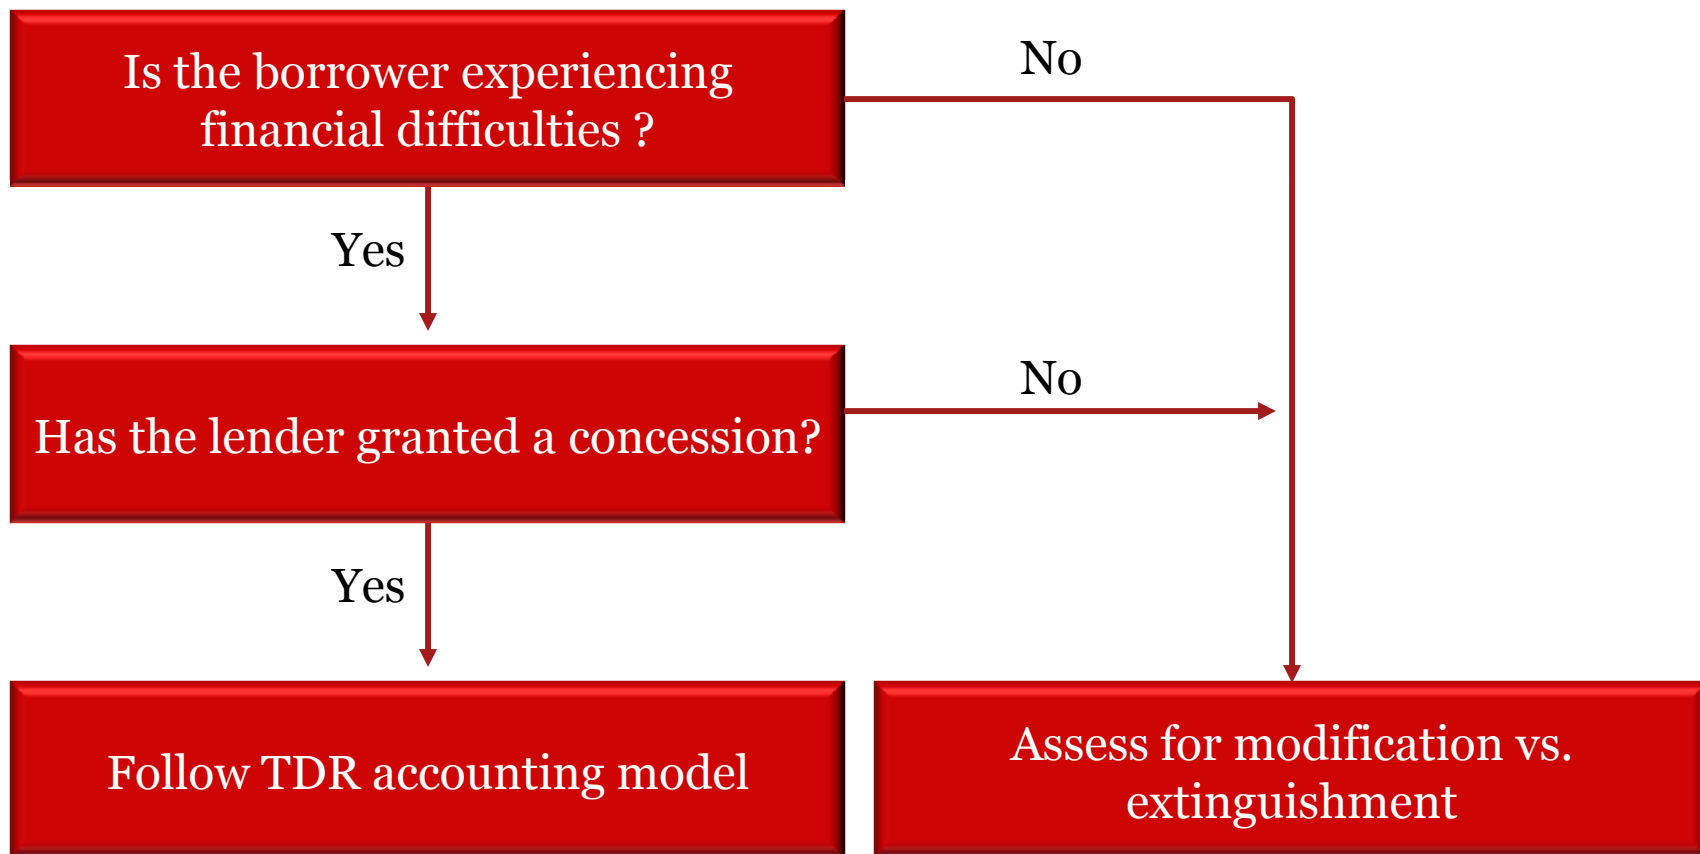 Is the borrower experiencing
financial difficulties ?
No
Yes
Has the lender granted a concession?
No
Yes
Follow TDR accounting model
Assess for modification vs.
extinguishment